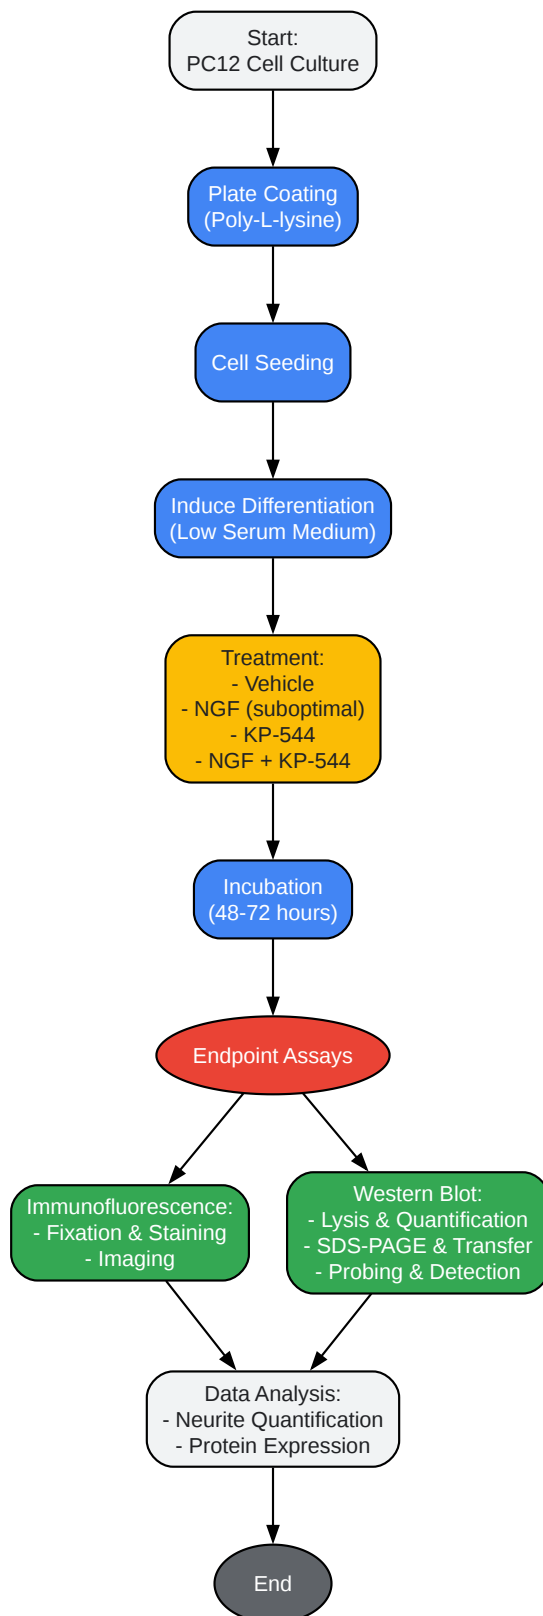 Start:
PC12 Cell Culture
Plate Coating
(Poly-L-lysine)
Cell Seeding
Induce Differentiation
(Low Serum Medium)
Treatment:
- Vehicle
- NGF (suboptimal)
- KP-544
- NGF + KP-544
Incubation
(48-72 hours)
Endpoint Assays
Immunofluorescence:
- Fixation & Staining
- Imaging
Western Blot:
- Lysis & Quantification
- SDS-PAGE & Transfer
- Probing & Detection
Data Analysis:
- Neurite Quantification
- Protein Expression
End